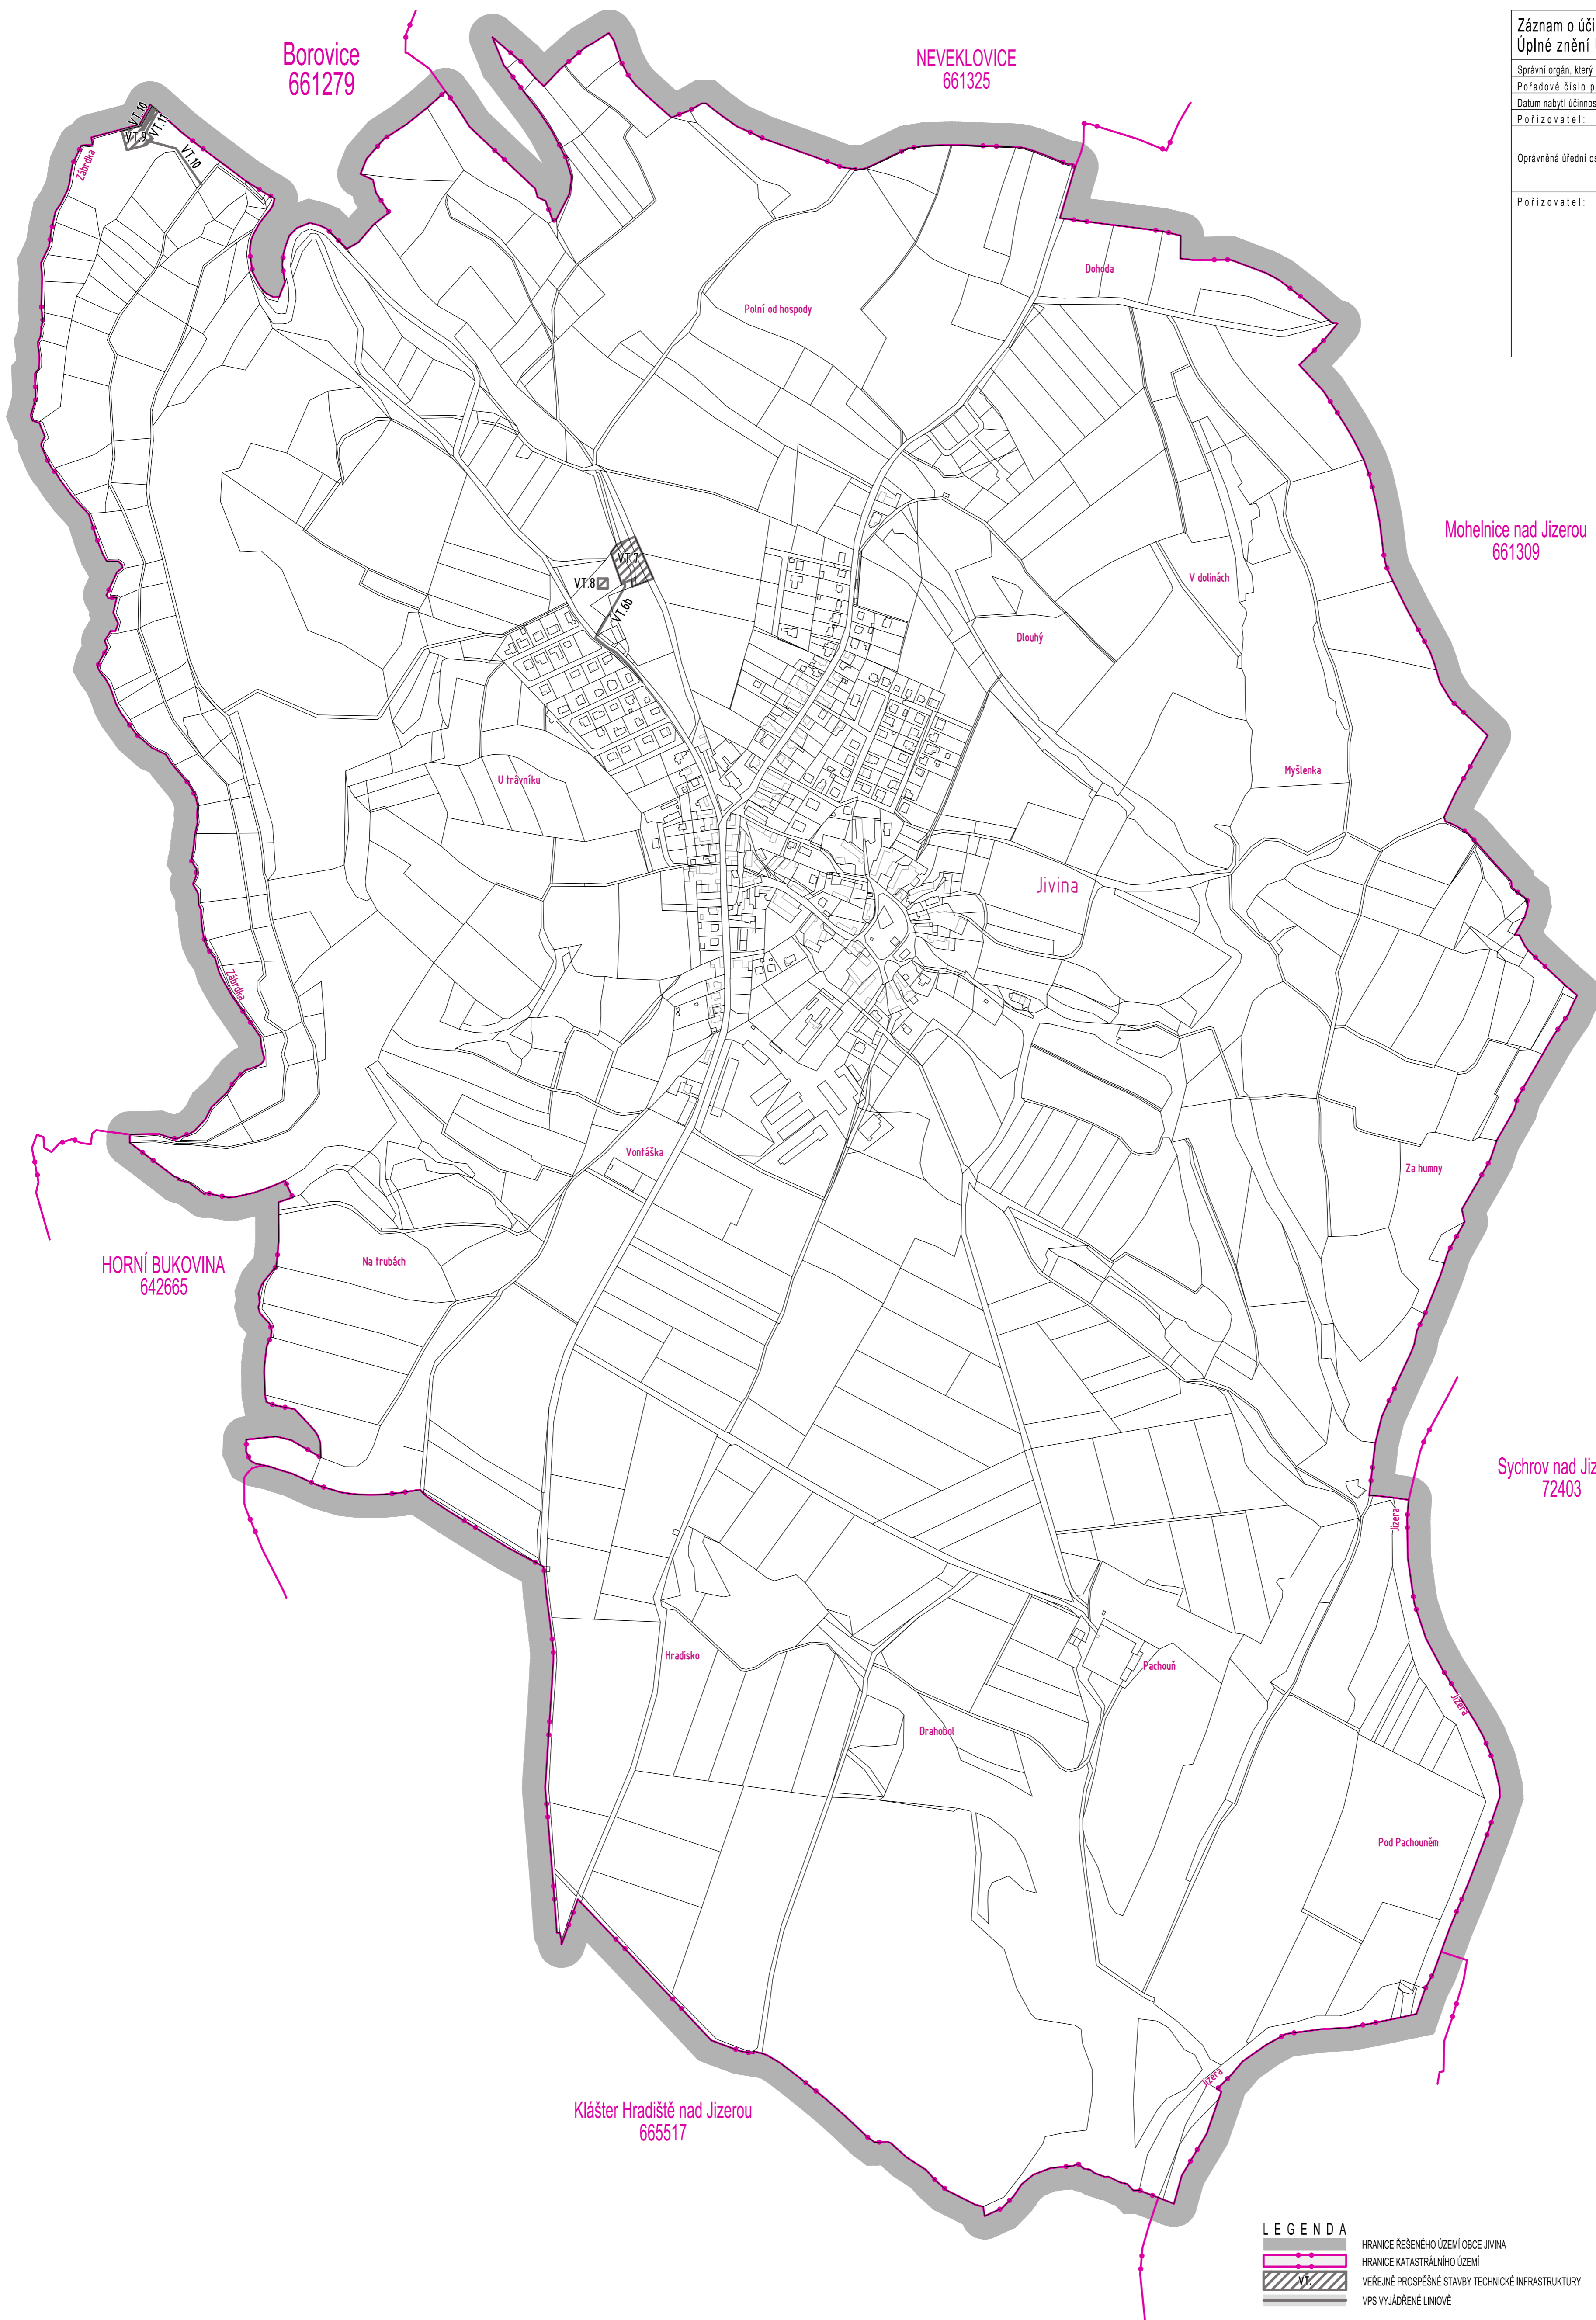 Záznam o úči
Úplné znění
Správní orgán, který
Pořadové číslo p
Datum nabytí účinnos
Pořizovatel:
Oprávněná úřední os
Pořizovatel:
Borovice
661279
NEVEKLOVICE
661325
VT.10
VT.9
VT.11
VT.10
Zábrdka
Dohoda
Polní od hospody
Mohelnice nad Jizerou
661309
VT.7
VT.8
VT.6b
V dolinách
Dlouhý
U trávníku
Myšlenka
Jivina
Zábrdka
Vontáška
Za humny
HORNÍ BUKOVINA
642665
Na trubách
Sychrov nad Jiz
72403
Jizera
Hradisko
Pachouň
Jizera
Drahobol
Pod Pachouněm
Jizera
Klášter Hradiště nad Jizerou
665517
LEGENDA
HRANICE ŘEŠENÉHO ÚZEMÍ OBCE JIVINA
HRANICE KATASTRÁLNÍHO ÚZEMÍ
VT. VEŘEJNĚ PROSPĚŠNÉ STAVBY TECHNICKÉ INFRASTRUKTURY
VPS VYJÁDŘENÉ LINIOVĚ